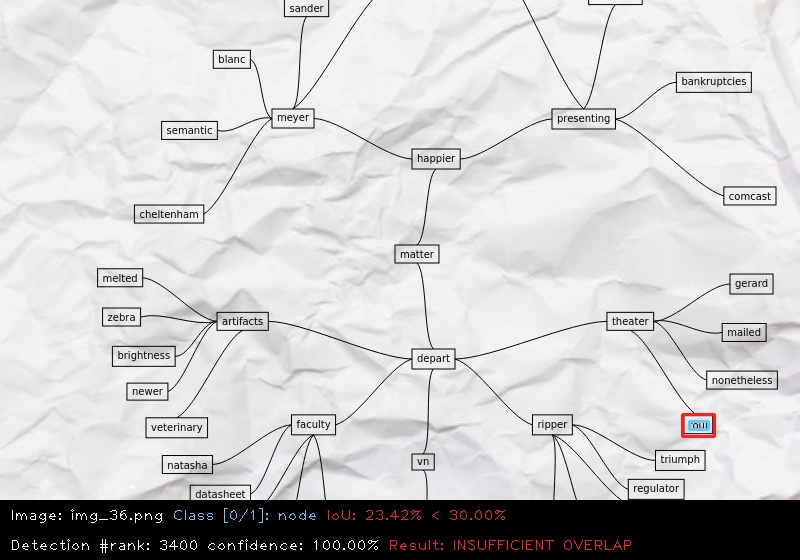 sander
blanc
bankruptcies
meyer
presenting
semantic
happier
comcast
cheltenham
matter
melted
gerard
zebra
artifacts
theater
mailed
brightness
depart
nonetheless
newer
veterinary
faculty
ripper
natasha
vn
triumph
datasheet
regulator
Image: img_36.png Class [0/1]: node IoU: 23.42% < 30.00%
Detection #rank: 3400 confidence: 100.00% Result: INSUFFICIENT OVERLAP